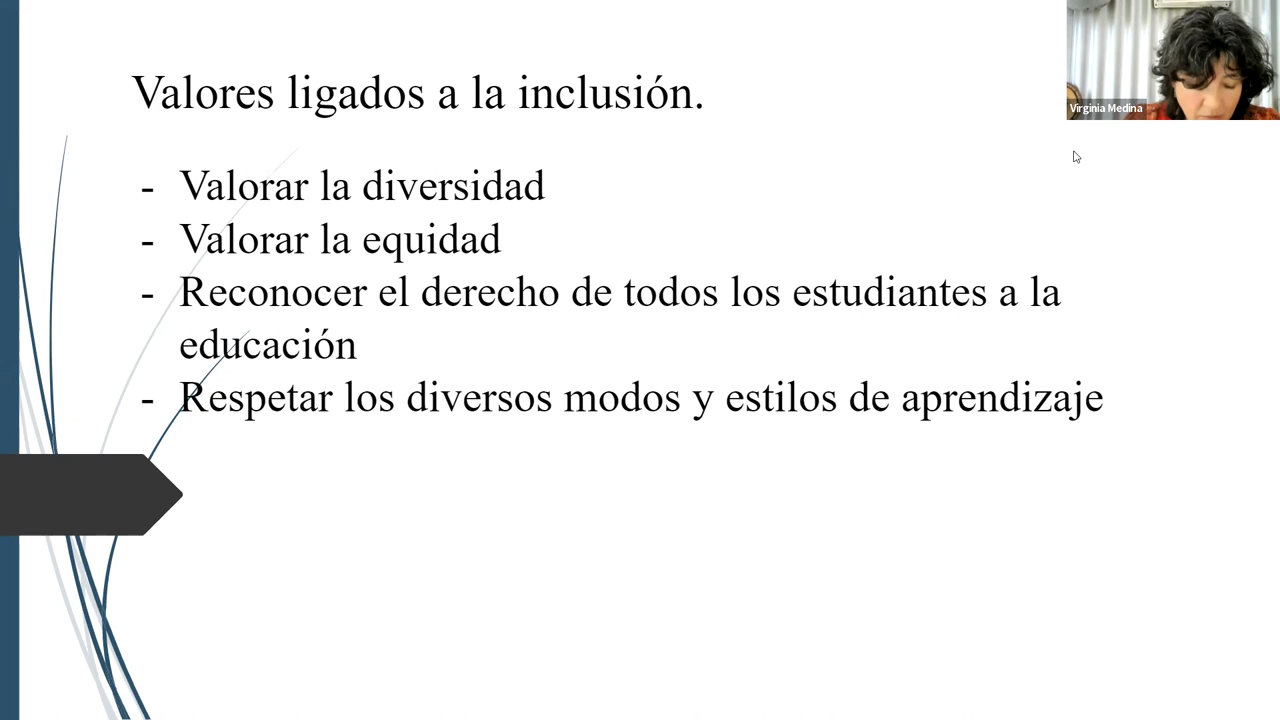 Valores ligados a la inclusión.
- Valorar la diversidad
- Valorar la equidad
- Reconocer el derecho de todos los estudiantes a la
educación
- Respetar los diversos modos y estilos de aprendizaje
Virginia Medina